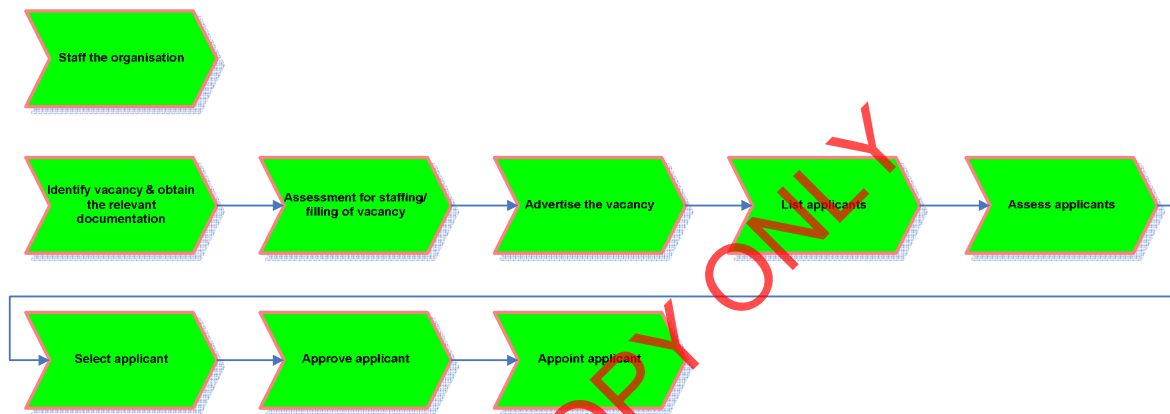 Staff the organisation
Identify vacancy & obtain
the relevant
documentation
Assessment for staffing/
filling of vacancy
Advertise the vacancy
List applicants
Assess applicants
Select applicant
Approve applicant
Appoint applicant
OPY ONLY